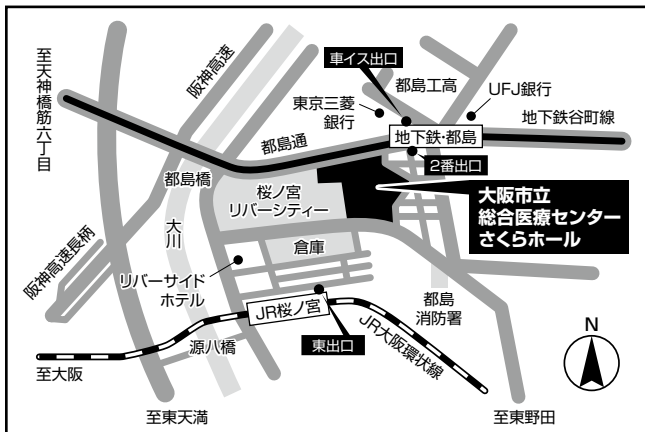 至天神橋筋六丁目
阪神高速
車イス出口
都島工高
UFJ銀行
東京三菱
銀行
地下鉄谷町線
都島通
地下鉄・都島
2番出口
都島橋
桜ノ宮
リバーシティー
大阪市立
総合医療センター
さくらホール
大川
倉庫
阪神高速長柄
リバーサイド
ホテル
都島
消防署
JR桜ノ宮
N
源八橋
東出口
JR大阪環状線
至大阪
至東天満
至東野田